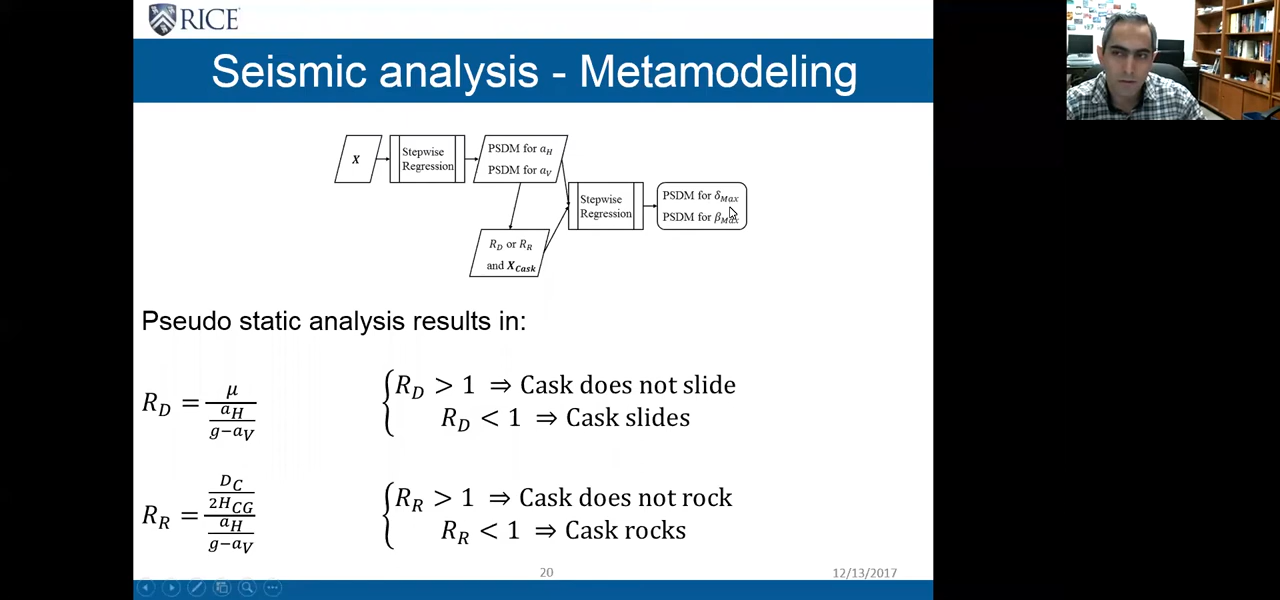 RICE
Seismic analysis - Metamodeling
X
Stepwise
Regression
PSDM for a_H
PSDM for a_V
R_D or R_R
and X_Cask
Stepwise
Regression
PSDM for δ_Max
PSDM for β_Max
Pseudo static analysis results in:
R_D = μ / (a_H / (g−a_V))
{ R_D > 1 ⇒ Cask does not slide
R_D < 1 ⇒ Cask slides
R_R = (D_C / 2H_CG) / (a_H / (g−a_V))
{ R_R > 1 ⇒ Cask does not rock
R_R < 1 ⇒ Cask rocks
20
12/13/2017